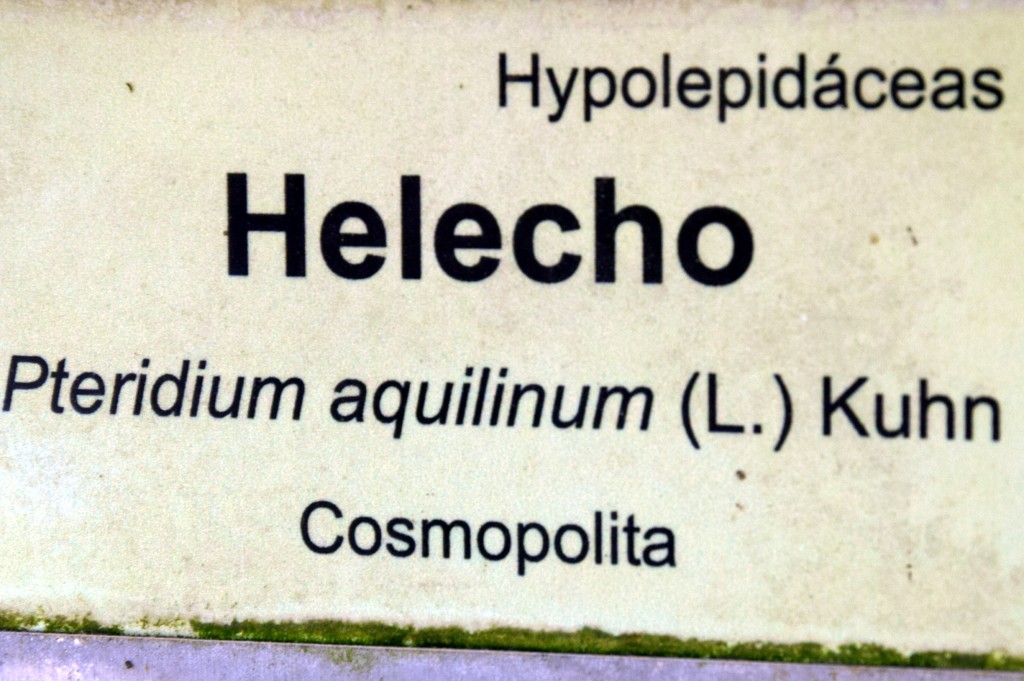 Hypolepidáceas
Helecho
Pteridium aquilinum (L.) Kuhn
Cosmopolita